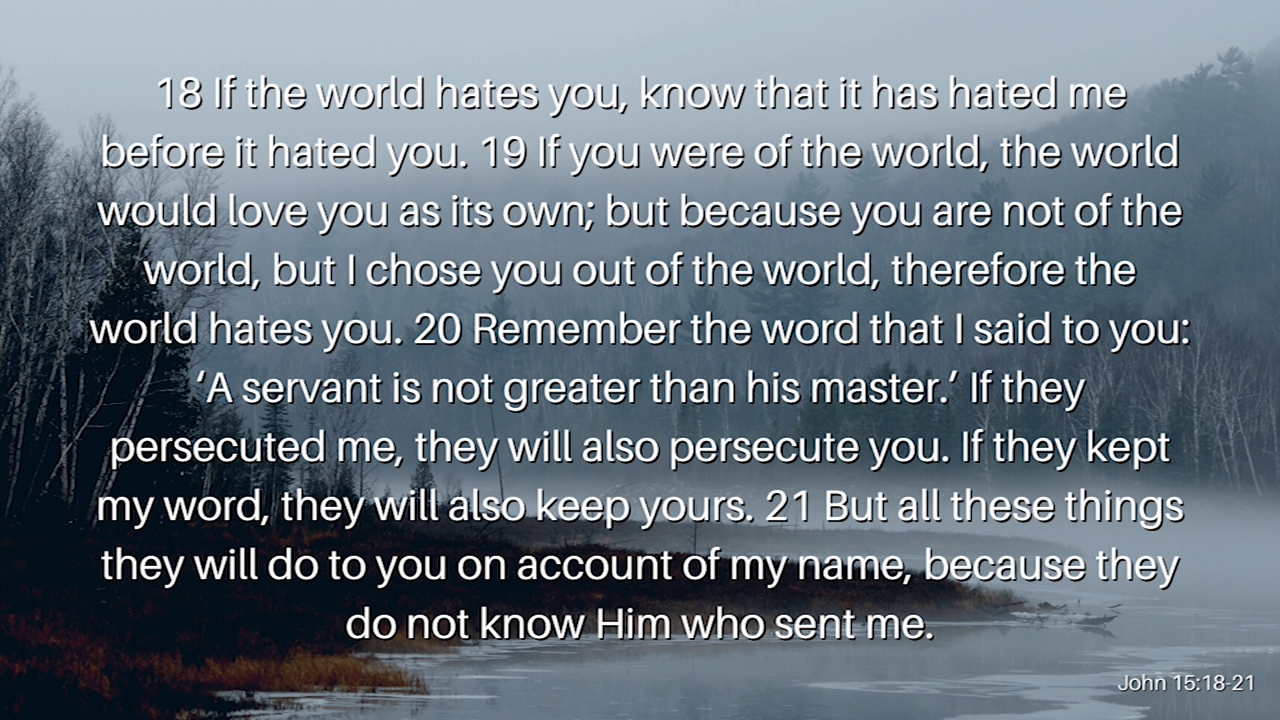 18 If the world hates you, know that it has hated me
before it hated you. 19 If you were of the world, the world
would love you as its own; but because you are not of the
world, but I chose you out of the world, therefore the
world hates you. 20 Remember the word that I said to you:
‘A servant is not greater than his master.’ If they
persecuted me, they will also persecute you. If they kept
my word, they will also keep yours. 21 But all these things
they will do to you on account of my name, because they
do not know Him who sent me.
John 15:18-21